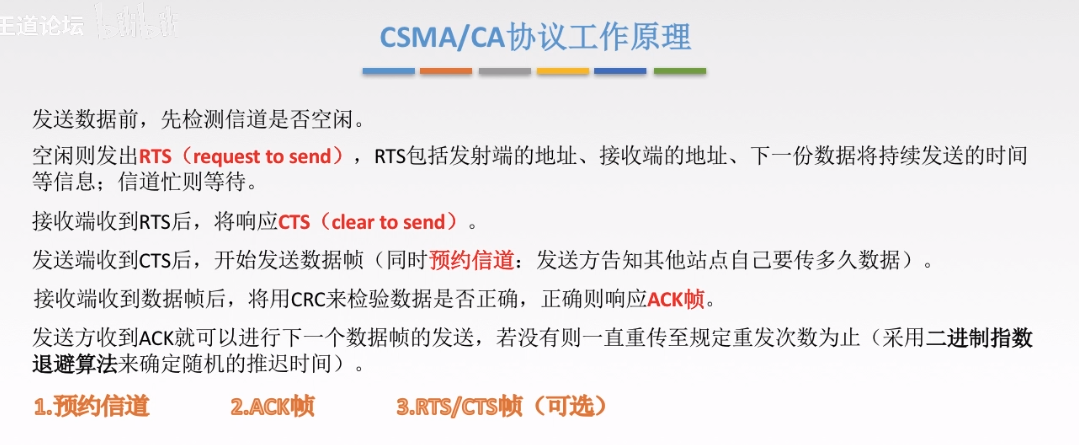 王道论坛
CSMA/CA协议工作原理
发送数据前，先检测信道是否空闲。
空闲则发出RTS（request to send），RTS包括发射端的地址、接收端的地址、下一份数据将持续发送的时间
等信息；信道忙则等待。
接收端收到RTS后，将响应CTS（clear to send）。
发送端收到CTS后，开始发送数据帧（同时预约信道：发送方告知其他站点自己要传多久数据）。
接收端收到数据帧后，将用CRC来检验数据是否正确，正确则响应ACK帧。
发送方收到ACK就可以进行下一个数据帧的发送，若没有则一直重传至规定重发次数为止（采用二进制指数
退避算法来确定随机的推迟时间）。
1.预约信道 2.ACK帧 3.RTS/CTS帧（可选）